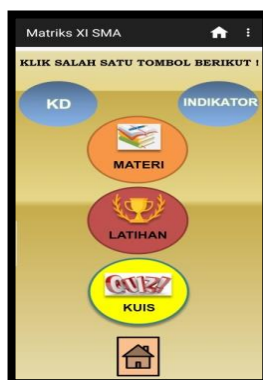 Matriks XI SMA
KLIK SALAH SATU TOMBOL BERIKUT !
KD
INDIKATOR
MATERI
LATIHAN
QUIZ!
KUIS